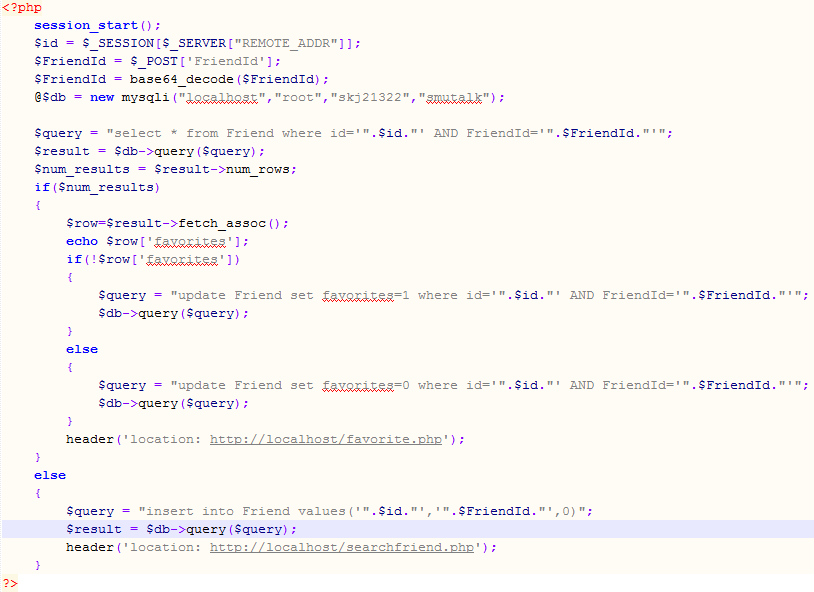 <?php
    session_start();
    $id = $_SESSION[$_SERVER["REMOTE_ADDR"]];
    $FriendId = $_POST['FriendId'];
    $FriendId = base64_decode($FriendId);
    @$db = new mysqli("localhost","root","skj21322","smutalk");

    $query = "select * from Friend where id='".$id."' AND FriendId='".$FriendId."'";
    $result = $db->query($query);
    $num_results = $result->num_rows;
    if($num_results)
    {
        $row=$result->fetch_assoc();
        echo $row['favorites'];
        if(!$row['favorites'])
        {
            $query = "update Friend set favorites=1 where id='".$id."' AND FriendId='".$FriendId."'";
            $db->query($query);
        }
        else
        {
            $query = "update Friend set favorites=0 where id='".$id."' AND FriendId='".$FriendId."'";
            $db->query($query);
        }
        header('location: http://localhost/favorite.php');
    }
    else
    {
        $query = "insert into Friend values('".$id."','".$FriendId."',0)";
        $result = $db->query($query);
        header('location: http://localhost/searchfriend.php');
    }
?>